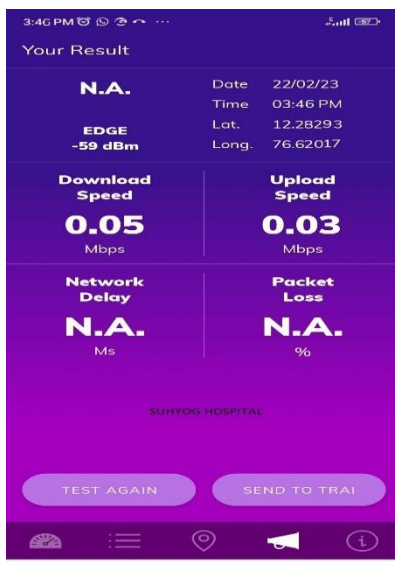 3:46 PM
Your Result
N.A.
EDGE
-59 dBm
Date 22/02/23
Time 03:46 PM
Lat. 12.28293
Long. 76.62017
Download
Speed
0.05
Mbps
Upload
Speed
0.03
Mbps
Network
Delay
N.A.
Ms
Packet
Loss
N.A.
%
SUHYOG HOSPITAL
TEST AGAIN
SEND TO TRAI